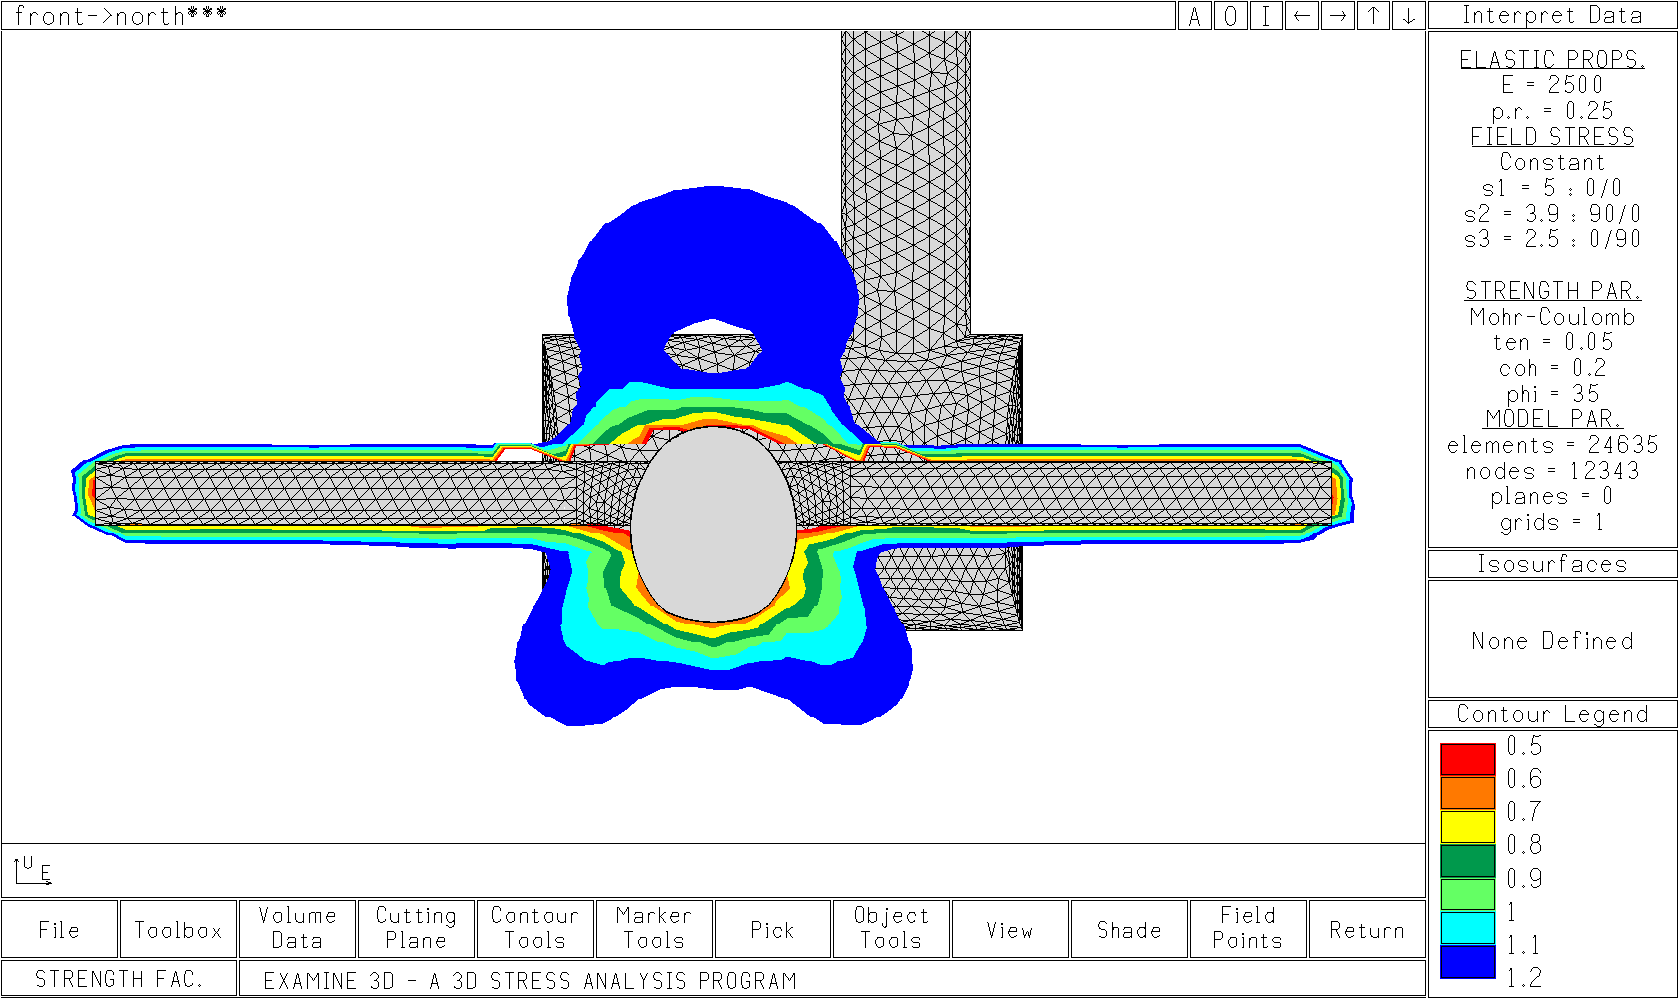 front->north***
A O I ← → ↑ ↓
Interpret Data
ELASTIC PROPS.
E = 2500
p.r. = 0.25
FIELD STRESS
Constant
s1 = 5 : 0/0
s2 = 3.9 : 90/0
s3 = 2.5 : 0/90
STRENGTH PAR.
Mohr-Coulomb
ten = 0.05
coh = 0.2
phi = 35
MODEL PAR.
elements = 24635
nodes = 12343
planes = 0
grids = 1
Isosurfaces
None Defined
Contour Legend
0.5
0.6
0.7
0.8
0.9
1
1.1
1.2
U
E
File
Toolbox
Volume
Data
Cutting
Plane
Contour
Tools
Marker
Tools
Pick
Object
Tools
View
Shade
Field
Points
Return
STRENGTH FAC.
EXAMINE 3D - A 3D STRESS ANALYSIS PROGRAM